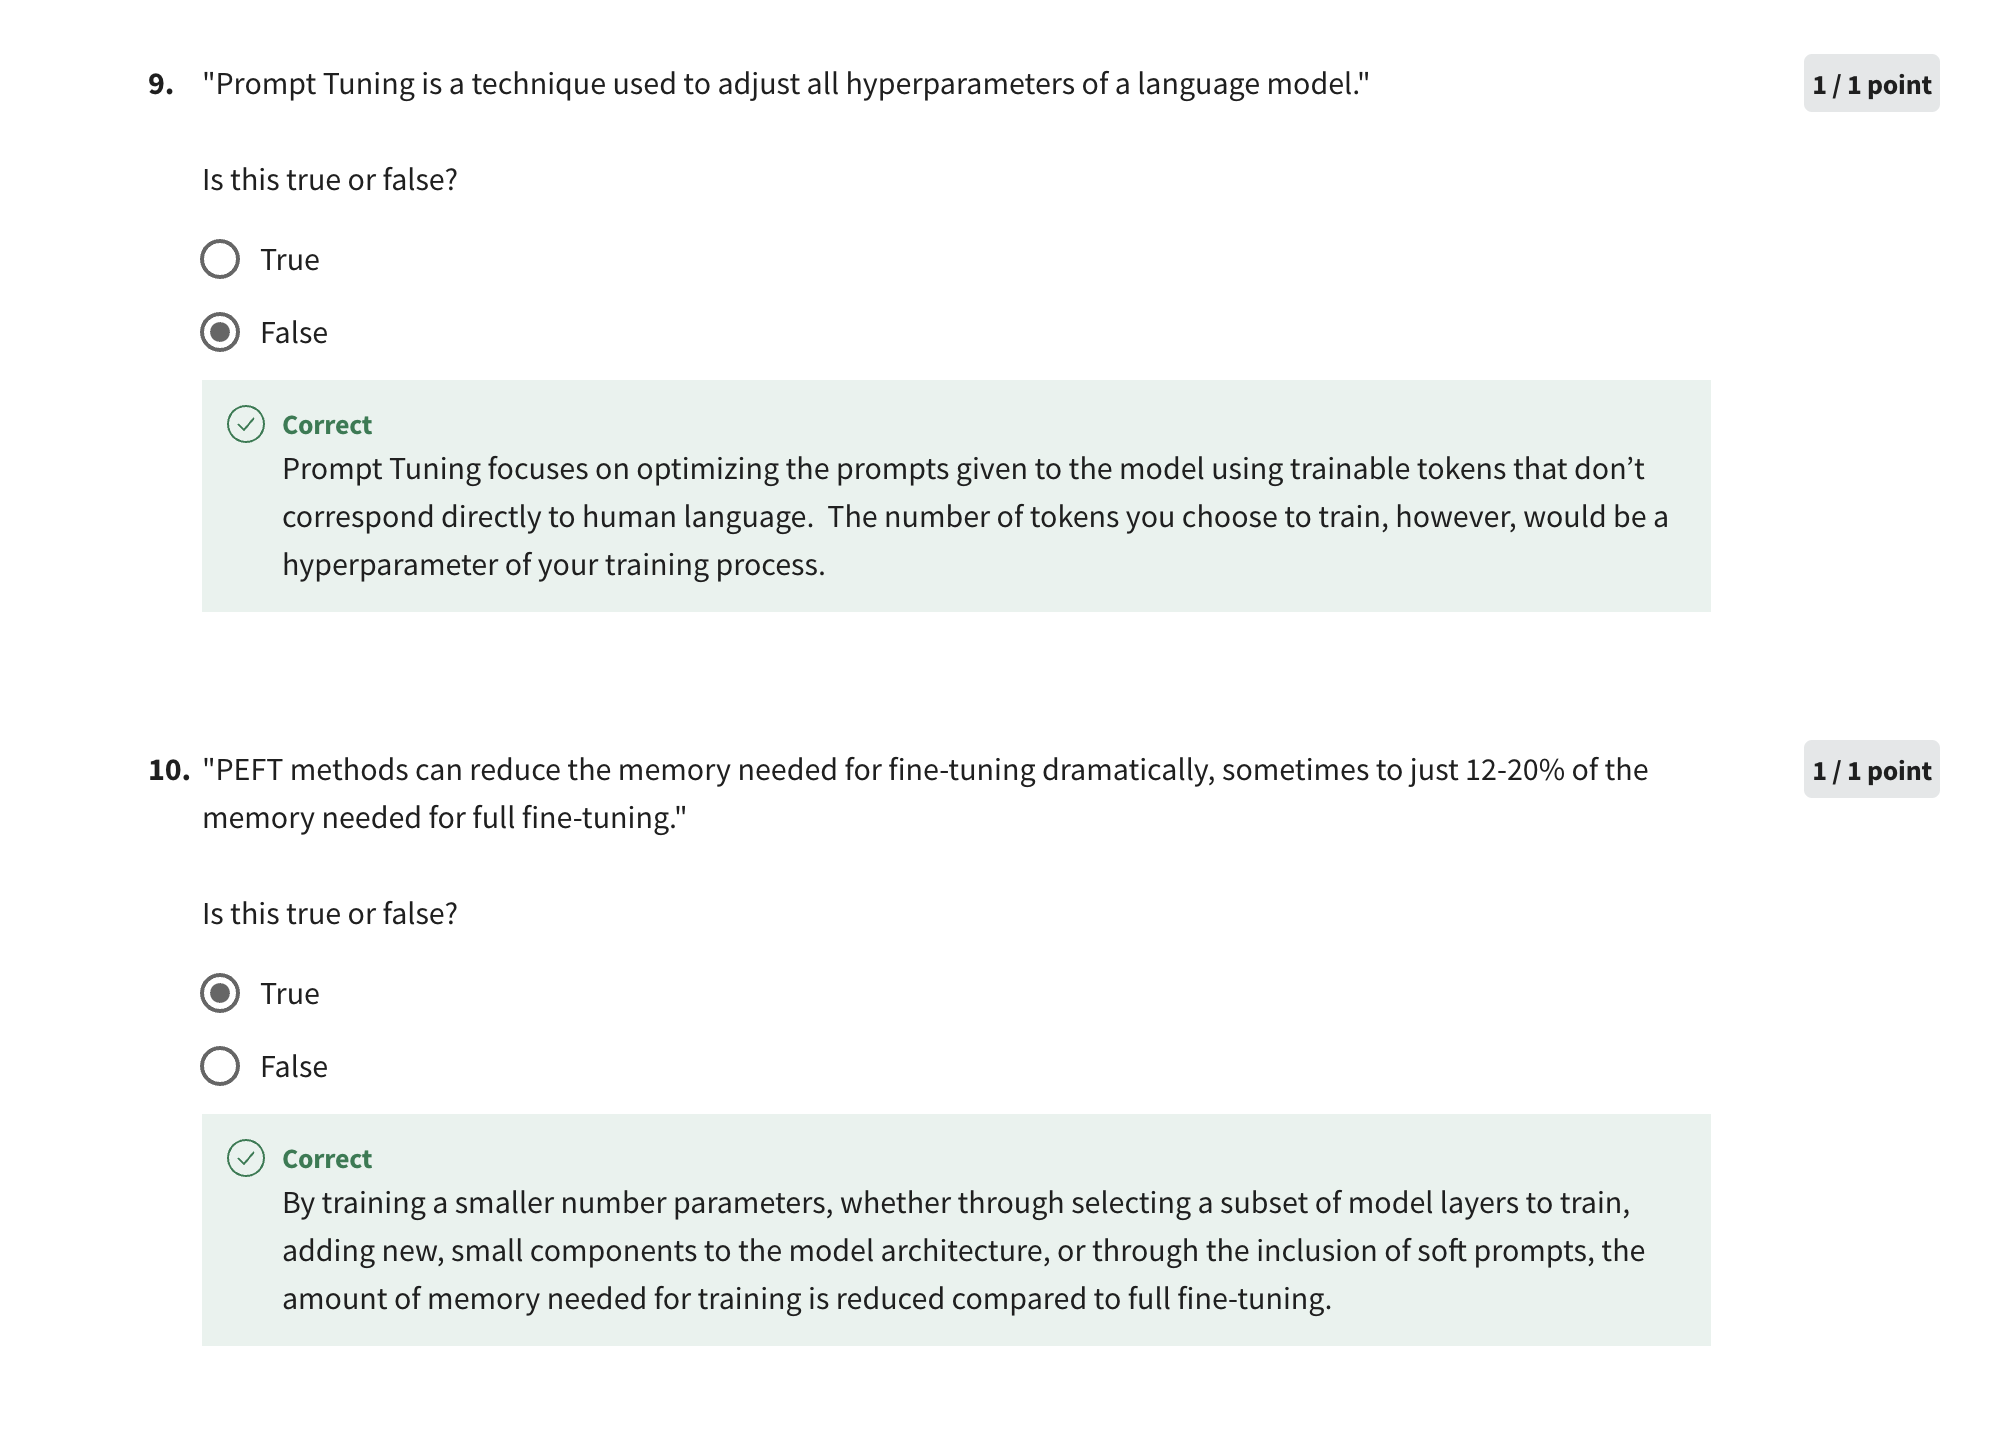 9. "Prompt Tuning is a technique used to adjust all hyperparameters of a language model."
1 / 1 point
Is this true or false?
True
False
Correct
Prompt Tuning focuses on optimizing the prompts given to the model using trainable tokens that don’t
correspond directly to human language.  The number of tokens you choose to train, however, would be a
hyperparameter of your training process.
10. "PEFT methods can reduce the memory needed for fine-tuning dramatically, sometimes to just 12-20% of the
1 / 1 point
memory needed for full fine-tuning."
Is this true or false?
True
False
Correct
By training a smaller number parameters, whether through selecting a subset of model layers to train,
adding new, small components to the model architecture, or through the inclusion of soft prompts, the
amount of memory needed for training is reduced compared to full fine-tuning.